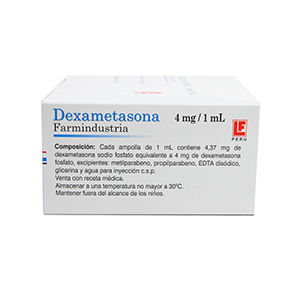 Dexametasona 4 mg / 1 mL
Farmindustria
LF
PERU
Composición: Cada ampolla de 1 mL contiene 4,37 mg de
dexametasona sodio fosfato equivalente a 4 mg de dexametasona
fosfato, excipientes: metilparabeno, propilparabeno, EDTA disódico,
glicerina y agua para inyección c.s.p.
Venta con receta médica.
Almacenar a una temperatura no mayor a 30°C.
Mantener fuera del alcance de los niños.